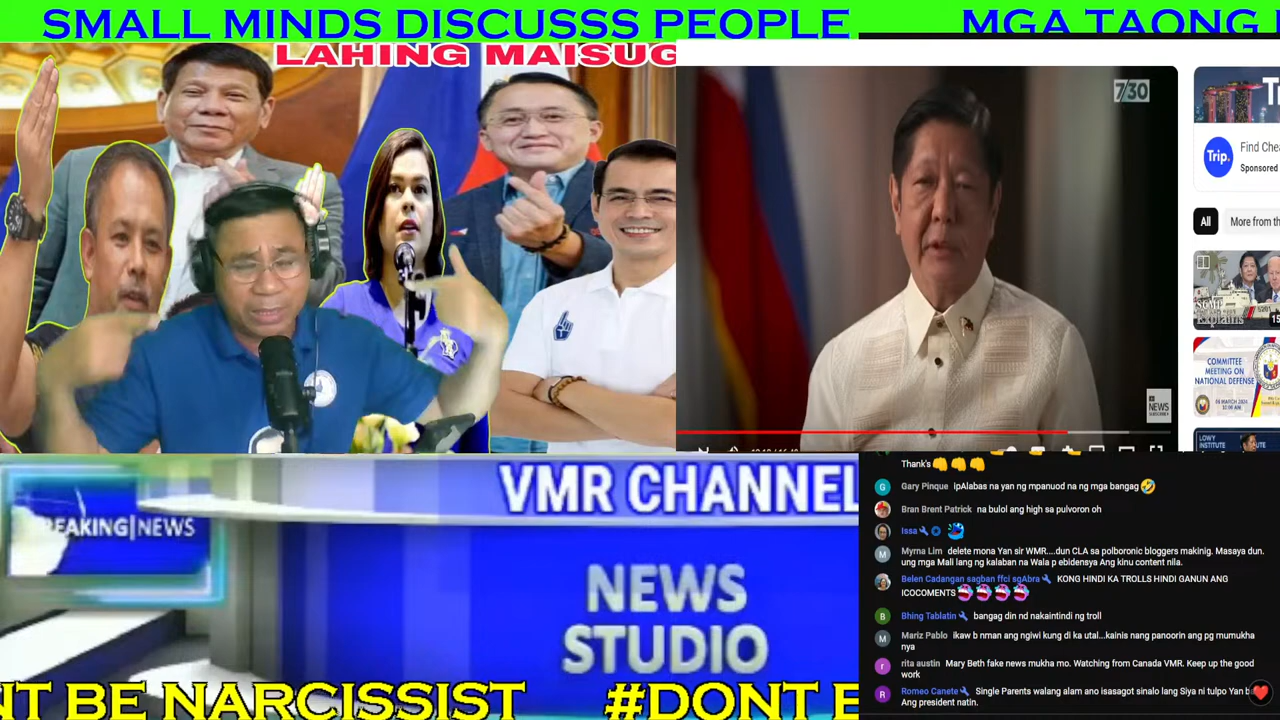 SMALL MINDS DISCUSSS PEOPLE
MGA TAONG
LAHING MAISUG
7/30
Trip.
Sponsored
All
More from th
Explains
COMMITTEE
MEETING ON
NATIONAL DEFENSE
LOWY
INSTITUTE
NEWS
VMR CHANNEL
REAKING|NEWS
NEWS
STUDIO
NT BE NARCISSIST
#DONT B
Thank's
Gary Pinque ipAlabas na yan ng mpanuod na ng mga bangag
Bran Brent Patrick na bulol ang high sa pulvoron oh
Issa
Myrna Lim delete mona Yan sir WMR....dun CLA sa polboronic bloggers makinig. Masaya dun.
ung mga Mali lang ng kalaban na Wala p ebidensya Ang kinu content nila.
Belen Cadangan sagban ffci sgAbra KONG HINDI KA TROLLS HINDI GANUN ANG
ICOCOMENTS
Bhing Tablatin bangag din nd nakaintindi ng troll
Mariz Pablo ikaw b nman ang ngiwi kung di ka utal...kainis nang panoorin ang pg mumukha
nya
rita austin Mary Beth fake news mukha mo. Watching from Canada VMR. Keep up the good
work
Romeo Canete Single Parents walang alam ano isasagot sinalo lang Siya ni tulpo Yan b
Ang president natin.